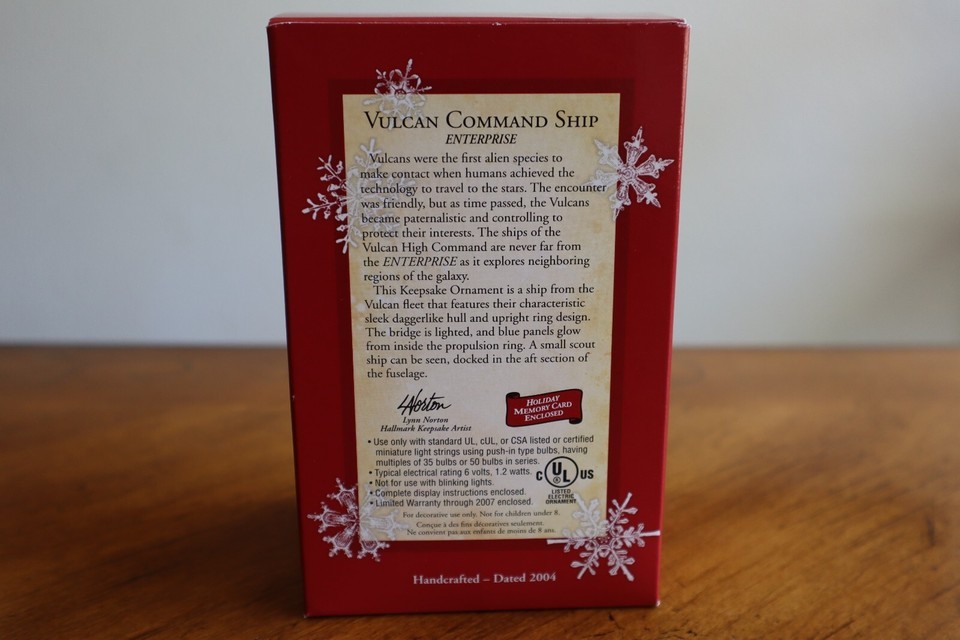 VULCAN COMMAND SHIP
ENTERPRISE
Vulcans were the first alien species to
make contact when humans achieved the
technology to travel to the stars. The encounter
was friendly, but as time passed, the Vulcans
became paternalistic and controlling to
protect their interests. The ships of the
Vulcan High Command are never far from
the ENTERPRISE as it explores neighboring
regions of the galaxy.
This Keepsake Ornament is a ship from the
Vulcan fleet that features their characteristic
sleek daggerlike hull and upright ring design.
The bridge is lighted, and blue panels glow
from inside the propulsion ring. A small scout
ship can be seen, docked in the aft section of
the fuselage.
LNorton
Lynn Norton
Hallmark Keepsake Artist
HOLIDAY
MEMORY CARD
ENCLOSED
• Use only with standard UL, cUL, or CSA listed or certified
miniature light strings using push-in type bulbs, having
multiples of 35 bulbs or 50 bulbs in series.
• Typical electrical rating 6 volts, 1.2 watts.
• Not for use with blinking lights.
• Complete display instructions enclosed.
• Limited Warranty through 2007 enclosed.
C UL ® US
LISTED
ELECTRIC
ORNAMENT
For decorative use only. Not for children under 8.
Conçue à des fins décoratives seulement.
Ne convient pas aux enfants de moins de 8 ans.
Handcrafted – Dated 2004